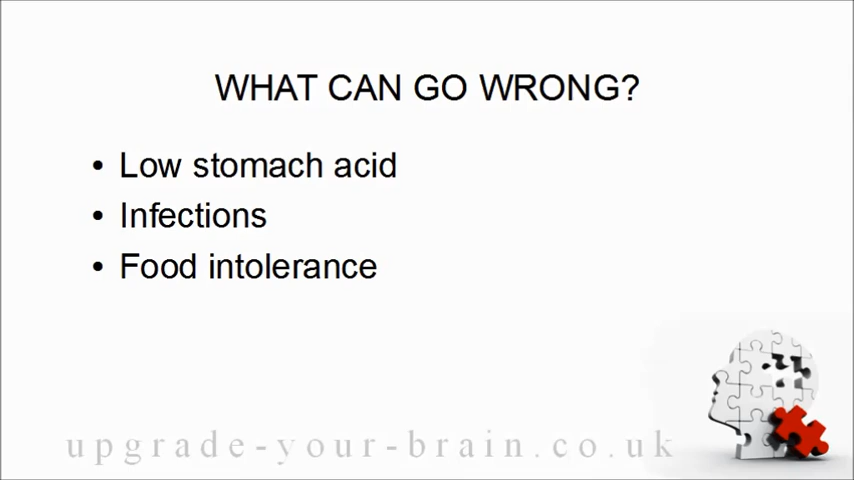 WHAT CAN GO WRONG?
• Low stomach acid
• Infections
• Food intolerance
upgrade-your-brain.co.uk